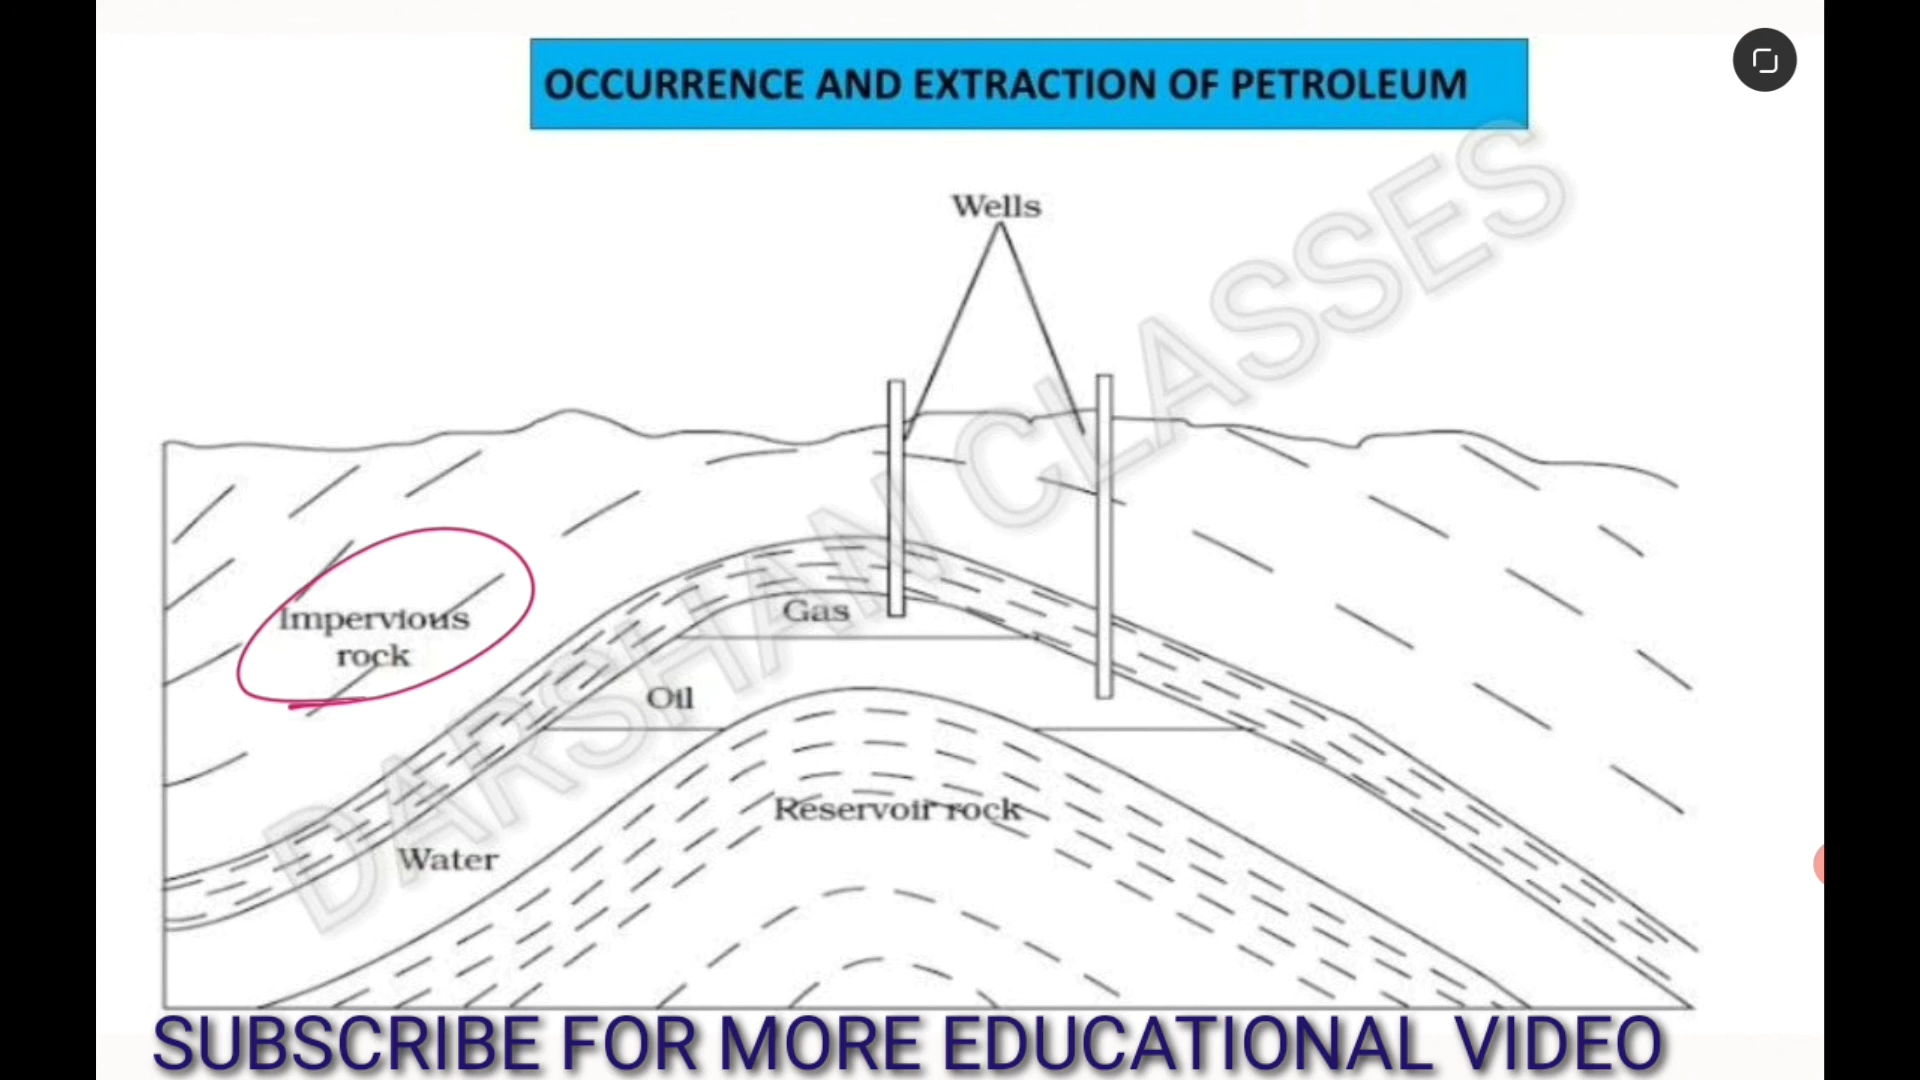 OCCURRENCE AND EXTRACTION OF PETROLEUM
Wells
DARSHAN CLASSES
Impervious
rock
Gas
Oil
Reservoir rock
Water
SUBSCRIBE FOR MORE EDUCATIONAL VIDEO